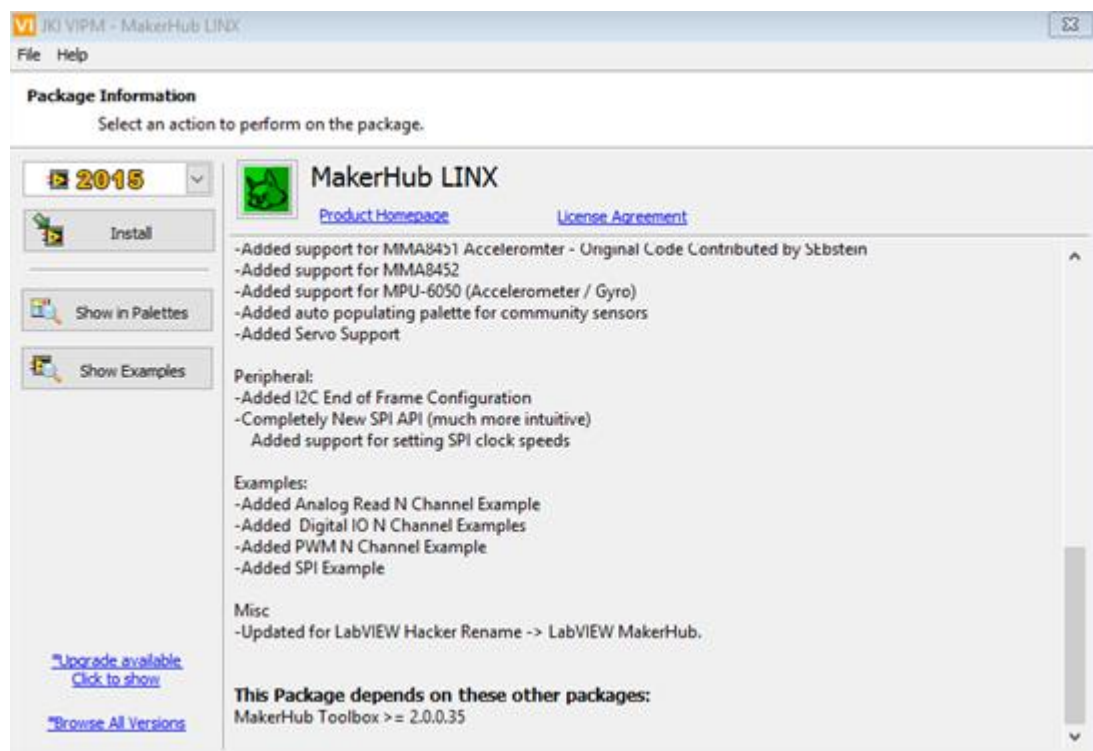 VI JKI VIPM - MakerHub LINX
File Help
Package Information
Select an action to perform on the package.
2015
Install
Show in Palettes
Show Examples
*Upgrade available
Click to show
*Browse All Versions
MakerHub LINX
Product Homepage License Agreement
-Added support for MMA8451 Acceleromter - Original Code Contributed by SEbstein
-Added support for MMA8452
-Added support for MPU-6050 (Accelerometer / Gyro)
-Added auto populating palette for community sensors
-Added Servo Support
Peripheral:
-Added I2C End of Frame Configuration
-Completely New SPI API (much more intuitive)
Added support for setting SPI clock speeds
Examples:
-Added Analog Read N Channel Example
-Added Digital IO N Channel Examples
-Added PWM N Channel Example
-Added SPI Example
Misc
-Updated for LabVIEW Hacker Rename -> LabVIEW MakerHub.
This Package depends on these other packages:
MakerHub Toolbox >= 2.0.0.35